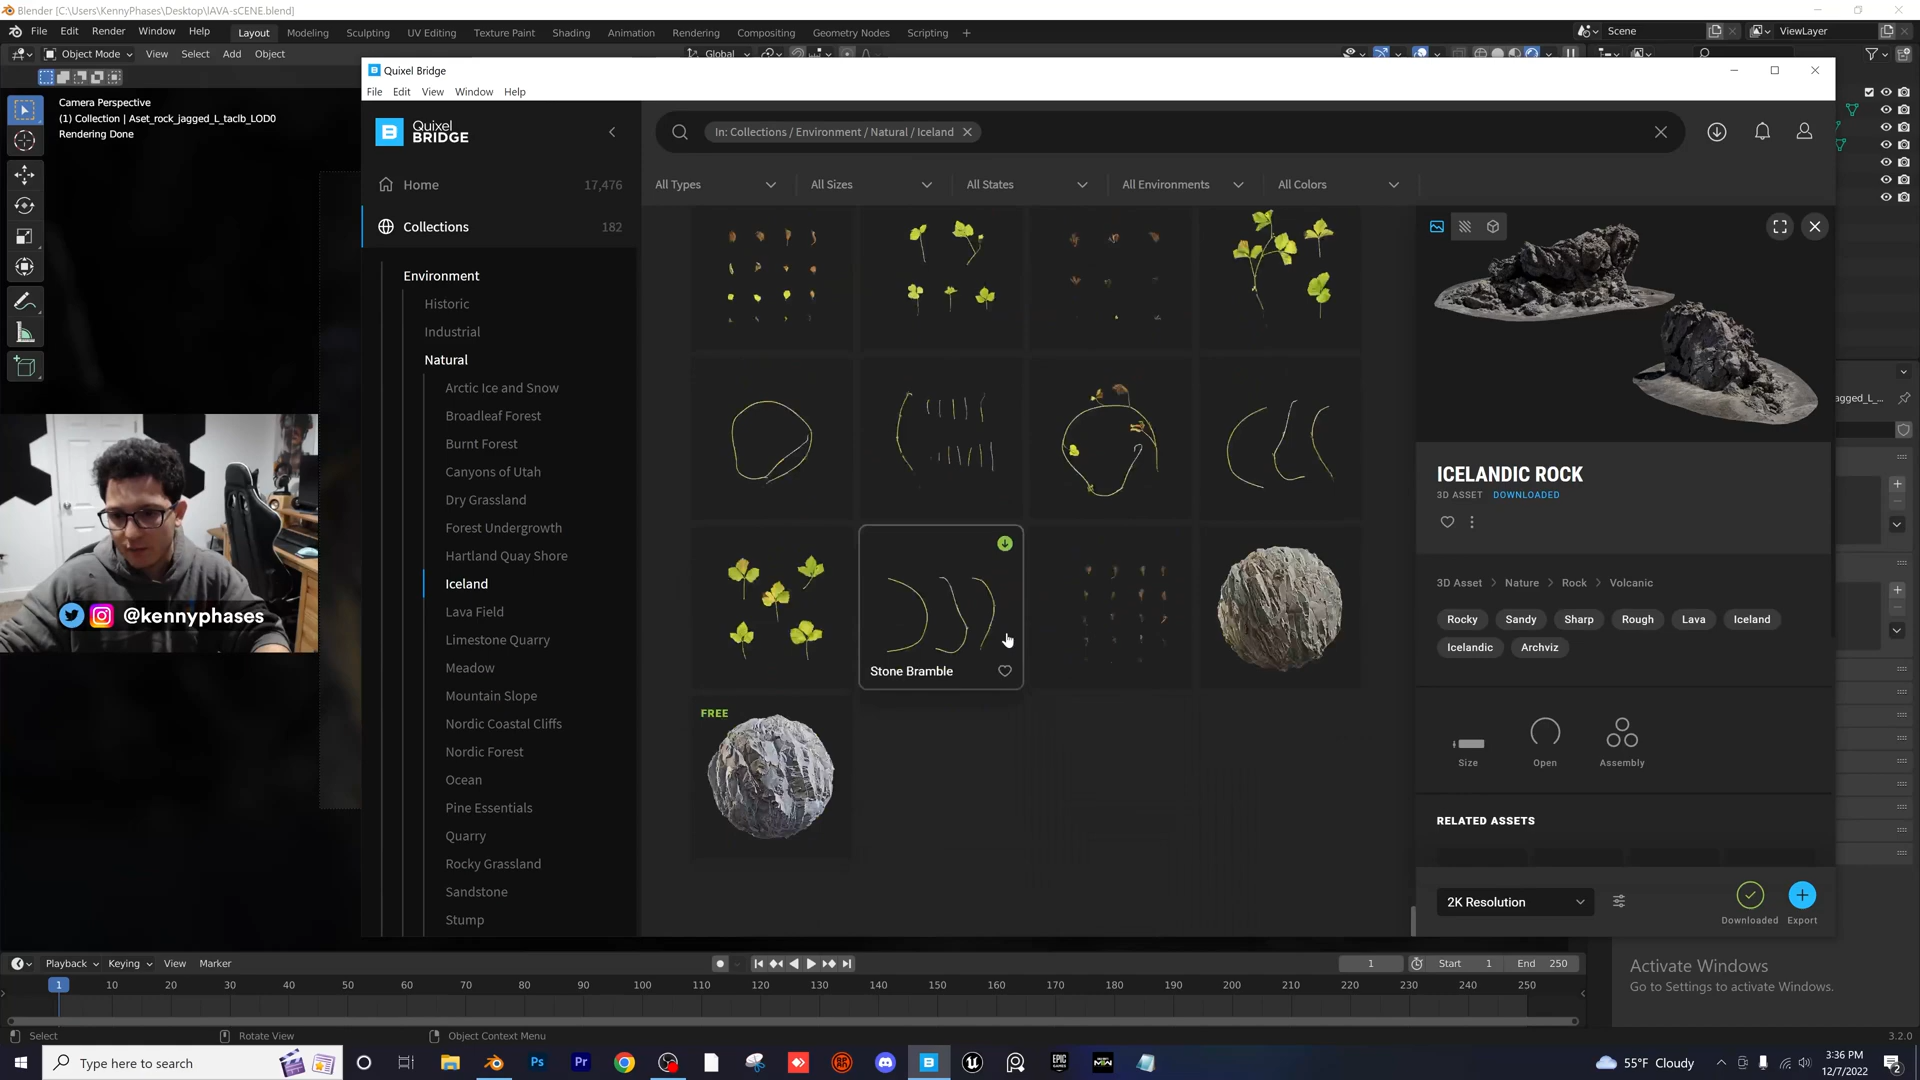 Blender [C:\Users\KennyPhases\Desktop\lAVA-sCENE.blend]
File Edit Render Window Help Layout Modeling Sculpting UV Editing Texture Paint Shading Animation Rendering Compositing Geometry Nodes Scripting + Scene ViewLayer
Object Mode View Select Add Object Global
Camera Perspective
(1) Collection | Aset_rock_jagged_L_taclb_LOD0
Rendering Done
Quixel Bridge
File Edit View Window Help
Quixel
BRIDGE
In: Collections / Environment / Natural / Iceland
Home 17,476
All Types All Sizes All States All Environments All Colors
Collections 182
Environment
Historic
Industrial
Natural
Arctic Ice and Snow
Broadleaf Forest
Burnt Forest
Canyons of Utah
Dry Grassland
Forest Undergrowth
Hartland Quay Shore
Iceland
Lava Field
Limestone Quarry
Meadow
Mountain Slope
Nordic Coastal Cliffs
Nordic Forest
Ocean
Pine Essentials
Quarry
Rocky Grassland
Sandstone
Stump
Stone Bramble
FREE
ICELANDIC ROCK
3D ASSET DOWNLOADED
3D Asset > Nature > Rock > Volcanic
Rocky Sandy Sharp Rough Lava Iceland
Icelandic Archviz
Size Open Assembly
RELATED ASSETS
2K Resolution
Downloaded Export
agged_L_...
@kennyphases
Playback Keying View Marker 1 Start 1 End 250
1 10 20 30 40 50 60 70 80 90 100 110 120 130 140 150 160 170 180 190 200 210 220 230 240 250
Activate Windows
Go to Settings to activate Windows.
Select Rotate View Object Context Menu 3.2.0
Type here to search
55°F Cloudy
3:36 PM
12/7/2022
2